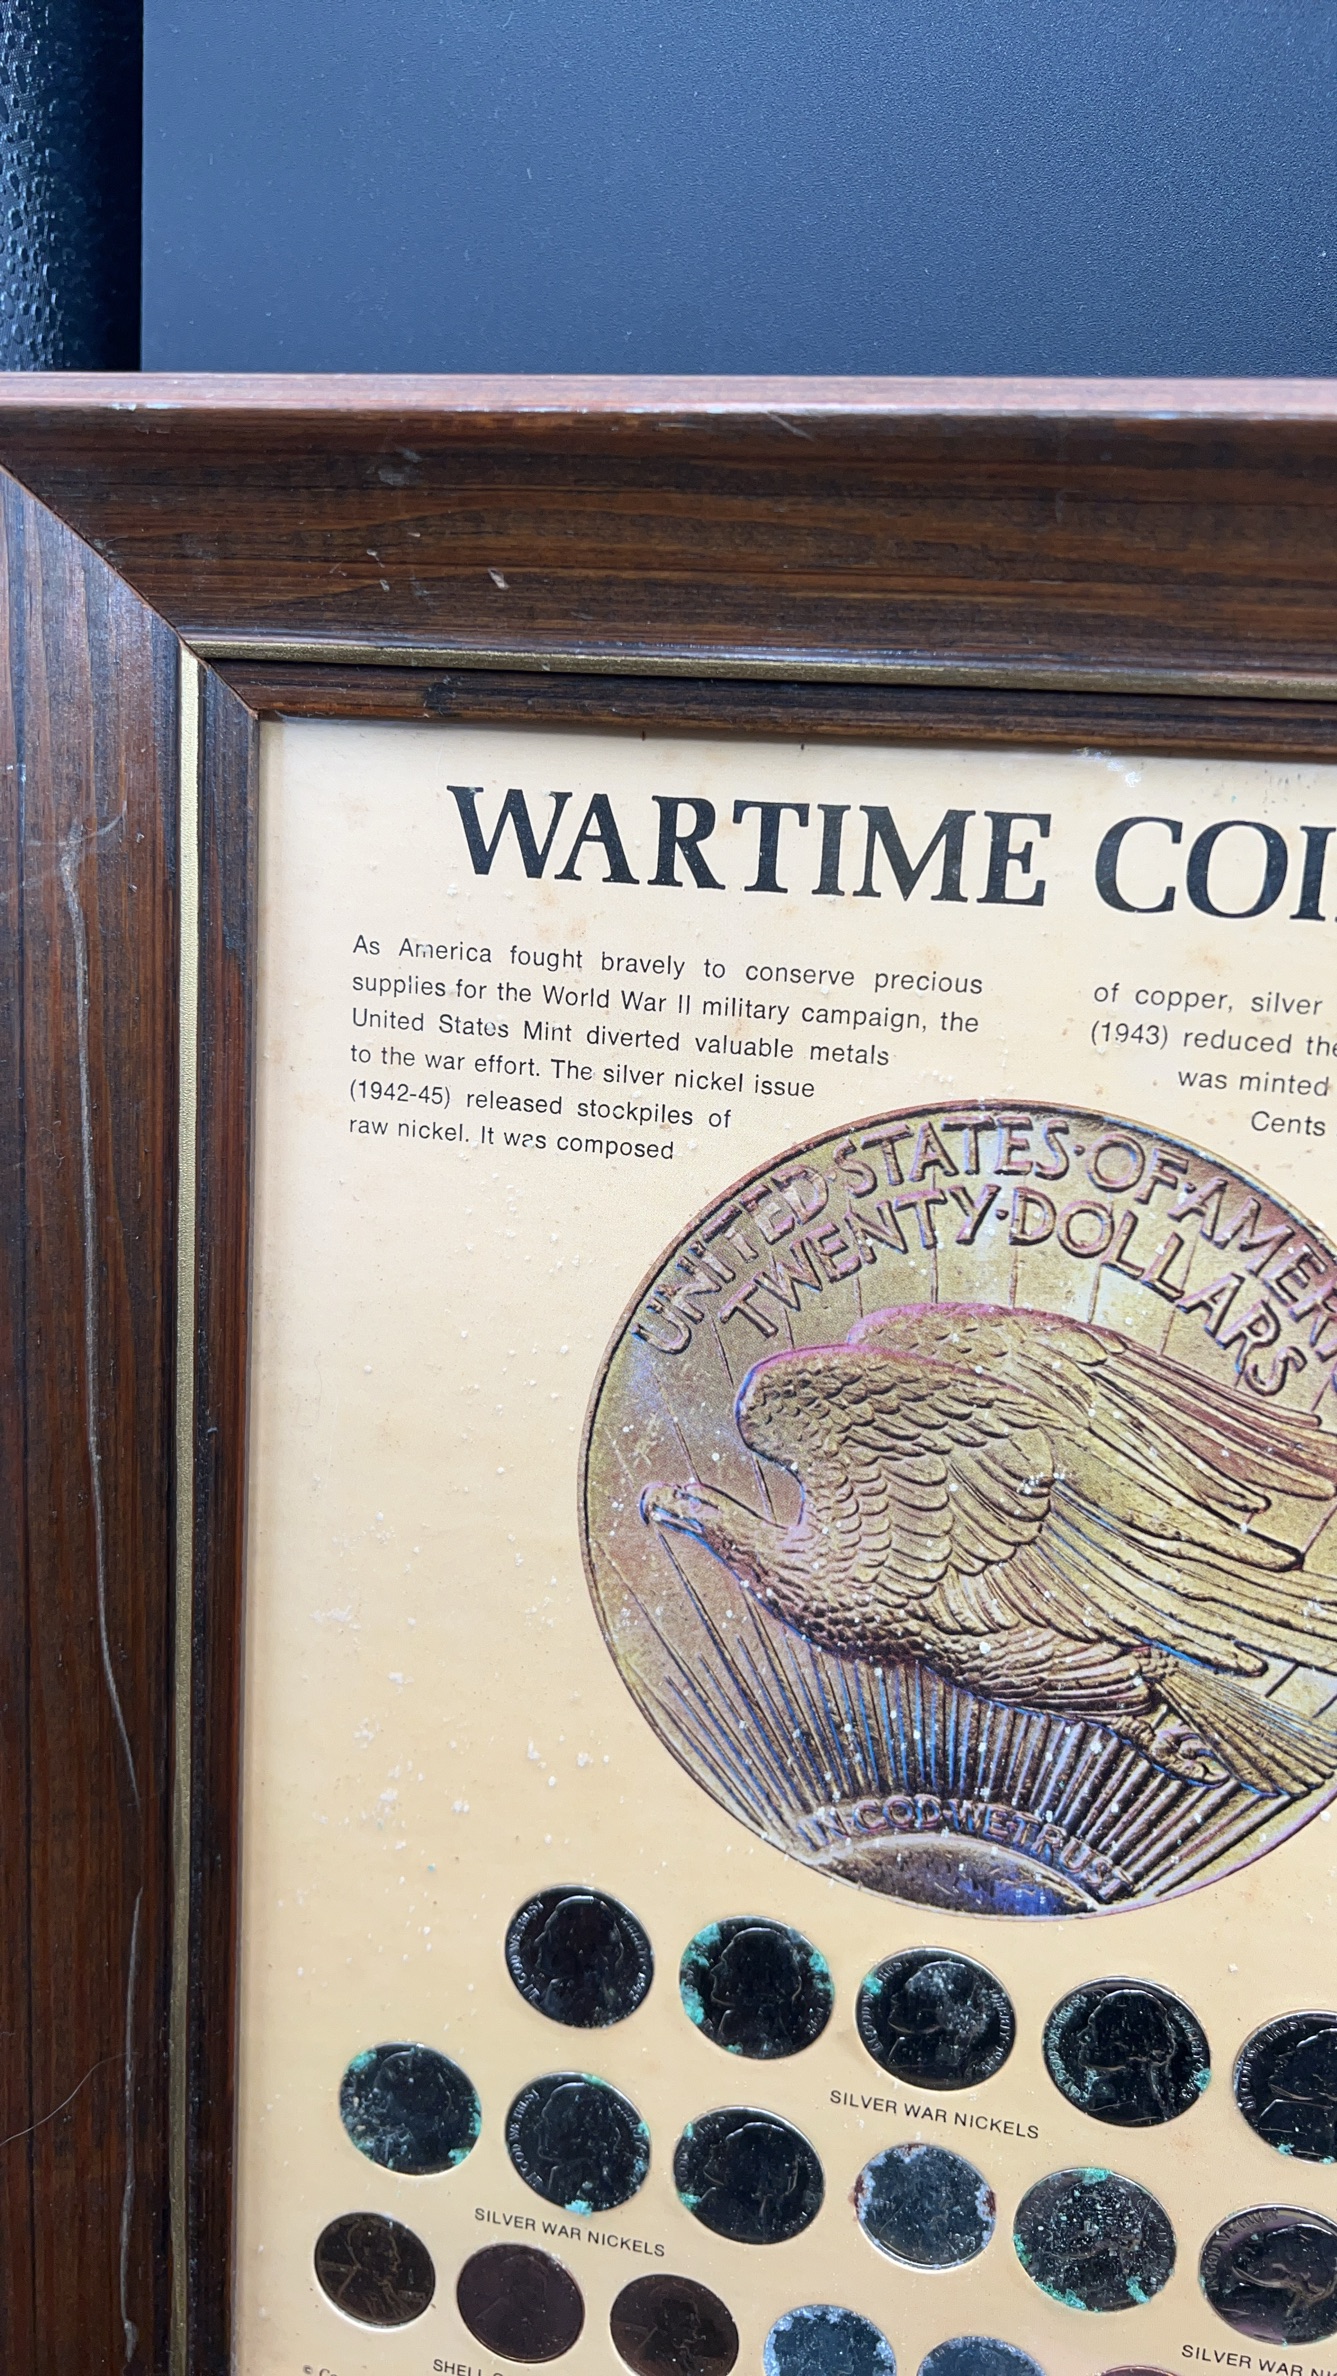 WARTIME COI
As America fought bravely to conserve precious
supplies for the World War II military campaign, the
United States Mint diverted valuable metals
to the war effort. The silver nickel issue
(1942-45) released stockpiles of
raw nickel. It was composed
of copper, silver
(1943) reduced the
was minted
Cents
UNITED·STATES·OF·AMER
TWENTY·DOLLARS
IN·GOD·WE·TRUST
SILVER WAR NICKELS
SILVER WAR NICKELS
SILVER WAR
SHELL